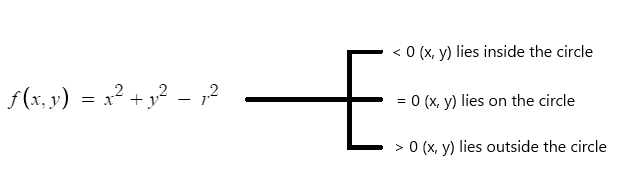 < 0 (x, y) lies inside the circle
f(x, y) = x² + y² − r²
= 0 (x, y) lies on the circle
> 0 (x, y) lies outside the circle